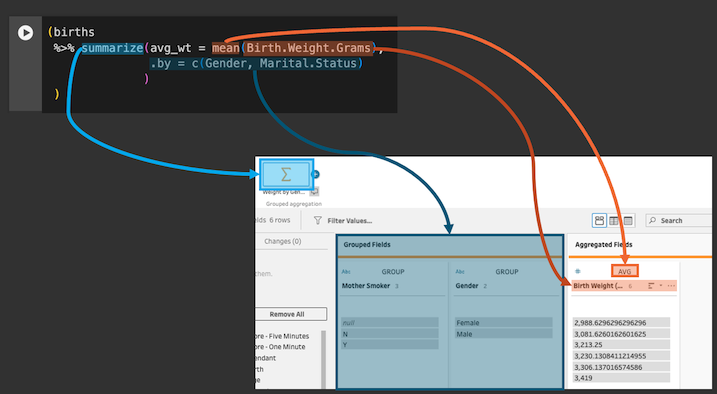 (births
%>% summarize(avg_wt = mean(Birth.Weight.Grams),
.by = c(Gender, Marital.Status)
)
)
Σ
Weight by Gen...
Grouped aggregation
elds 6 rows
Filter Values...
Search
Changes (0)
Grouped Fields
Aggregated Fields
them.
Abc GROUP
Abc GROUP
AVG
Mother Smoker 3
Gender 2
Birth Weight (... 6
Remove All
null
Female
2,988.6296296296296
N
Male
3,081.6260162601625
Y
3,213.25
ore - Five Minutes
3,230.1308411214955
ore - One Minute
3,306.137016574586
endant
3,419
rth
ge